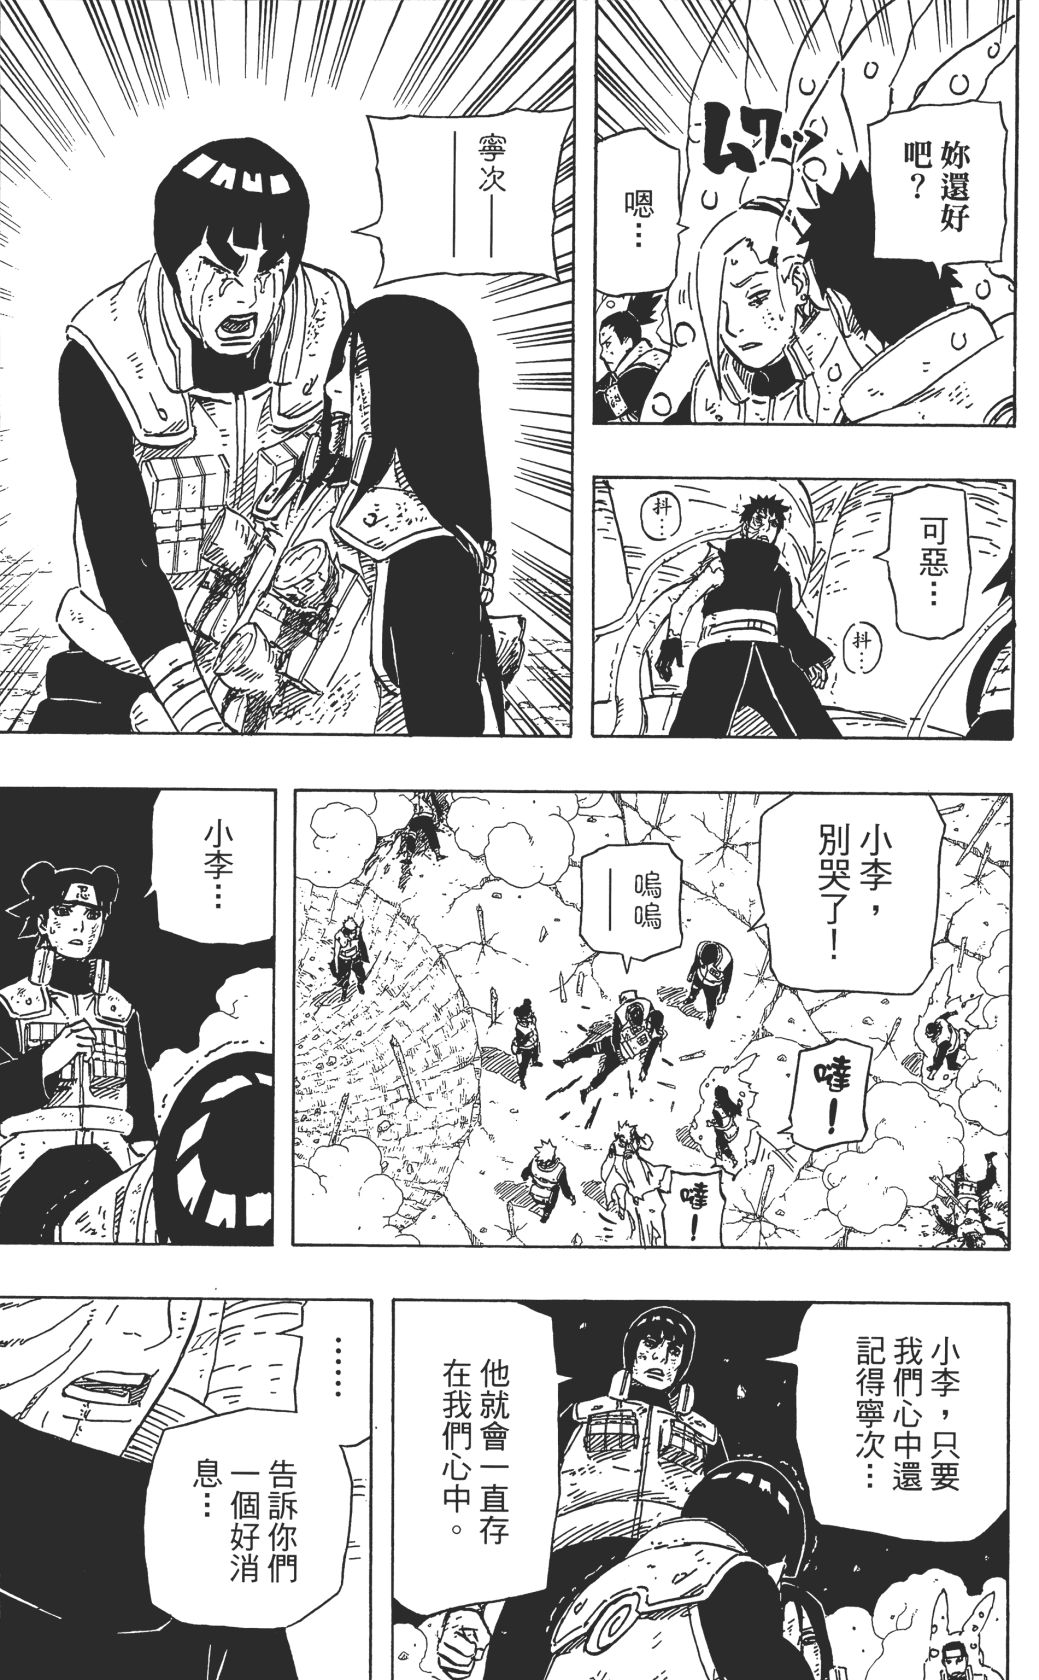 妳還好
吧？
ムワッ
嗯…
可惡…
抖…
抖…
寧次——
小李，
別哭了！
嗚嗚—
噠！
噠！
小李…
小李，只要
我們心中還
記得寧次…
他就會一直存
在我們心中。
……
告訴你們
一個好消
息…